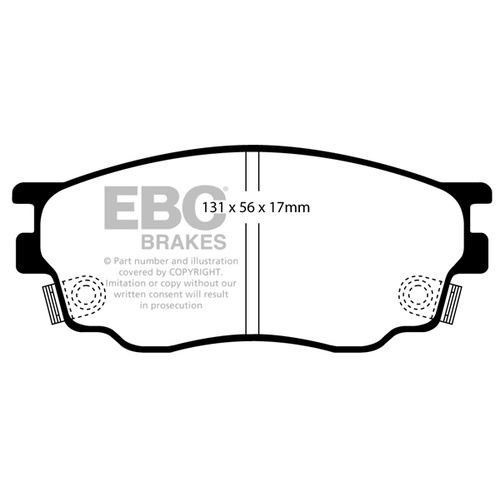 EBC
131 x 56 x 17mm
BRAKES
© Part number and illustration
covered by COPYRIGHT.
Imitation or copy without our
written consent will result
in prosecution